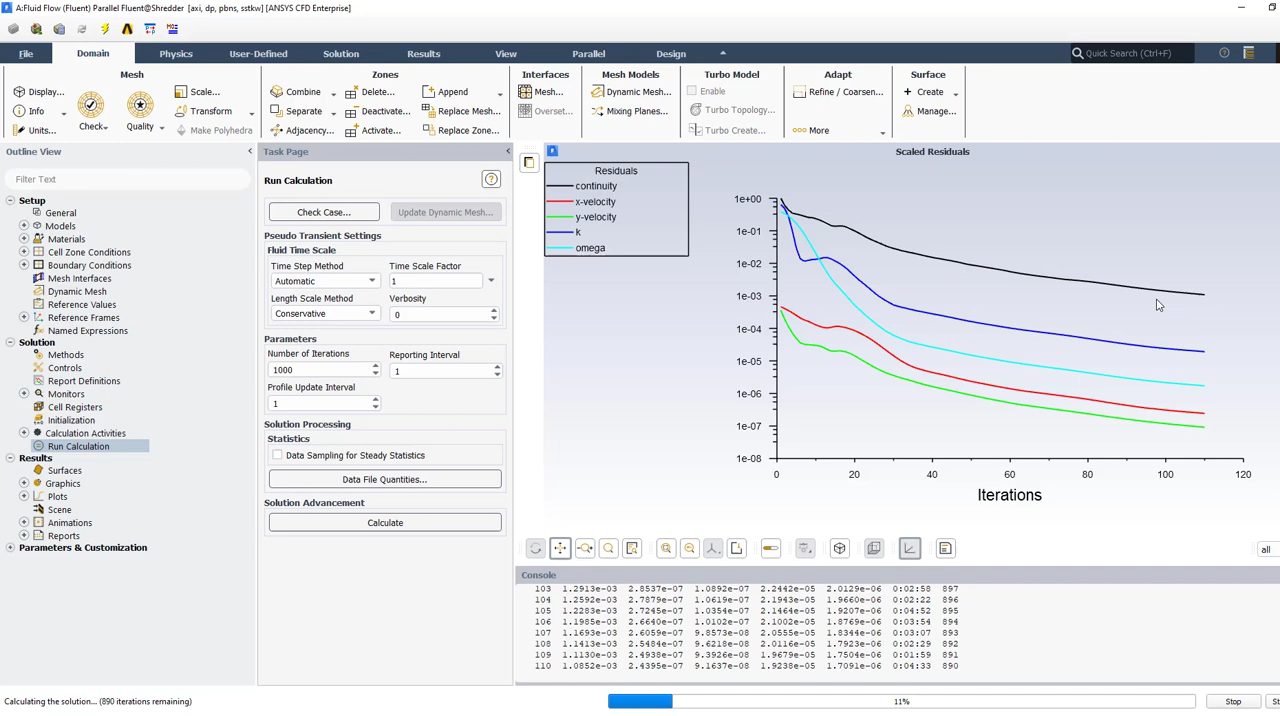 A:Fluid Flow (Fluent) Parallel Fluent@Shredder [axi, dp, pbns, sstkw] [ANSYS CFD Enterprise]
File Domain Physics User-Defined Solution Results View Parallel Design Quick Search (Ctrl+F)
Mesh Zones Interfaces Mesh Models Turbo Model Adapt Surface
Display... Scale... Combine Delete... Append Mesh... Dynamic Mesh... Enable Refine / Coarsen... Create
Info Transform Separate Deactivate... Replace Mesh... Overset... Mixing Planes... Turbo Topology... Manage...
Units... Check Quality Make Polyhedra Adjacency... Activate... Replace Zone... Turbo Create... More
Outline View
Filter Text
Setup
General
Models
Materials
Cell Zone Conditions
Boundary Conditions
Mesh Interfaces
Dynamic Mesh
Reference Values
Reference Frames
Named Expressions
Solution
Methods
Controls
Report Definitions
Monitors
Cell Registers
Initialization
Calculation Activities
Run Calculation
Results
Surfaces
Graphics
Plots
Scene
Animations
Reports
Parameters & Customization
Task Page
Run Calculation
Check Case... Update Dynamic Mesh...
Pseudo Transient Settings
Fluid Time Scale
Time Step Method Time Scale Factor
Automatic 1
Length Scale Method Verbosity
Conservative 0
Parameters
Number of Iterations Reporting Interval
1000 1
Profile Update Interval
1
Solution Processing
Statistics
Data Sampling for Steady Statistics
Data File Quantities...
Solution Advancement
Calculate
Scaled Residuals
Residuals
continuity
x-velocity
y-velocity
k
omega
1e+00
1e-01
1e-02
1e-03
1e-04
1e-05
1e-06
1e-07
1e-08
0 20 40 60 80 100 120
Iterations
all
Console
103 1.2913e-03 2.8537e-07 1.0892e-07 2.2442e-05 2.0129e-06 0:02:58 897
104 1.2559e-03 2.7879e-07 1.0619e-07 2.1943e-05 1.9660e-06 0:02:22 896
105 1.2283e-03 2.7245e-07 1.0354e-07 2.1464e-05 1.9207e-06 0:04:52 895
106 1.1985e-03 2.6640e-07 1.0102e-07 2.1002e-05 1.8769e-06 0:03:54 894
107 1.1693e-03 2.6059e-07 9.8573e-08 2.0555e-05 1.8344e-06 0:03:07 893
108 1.1413e-03 2.5484e-07 9.6218e-08 2.0116e-05 1.7923e-06 0:02:29 892
109 1.1130e-03 2.4938e-07 9.3926e-08 1.9679e-05 1.7504e-06 0:01:59 891
110 1.0852e-03 2.4395e-07 9.1637e-08 1.9238e-05 1.7091e-06 0:04:33 890
Calculating the solution... (890 iterations remaining) 11% Stop